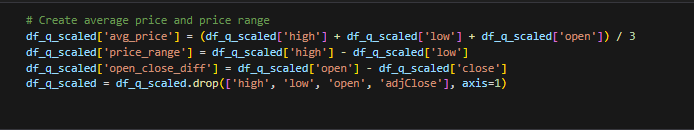 # Create average price and price range
df_q_scaled['avg_price'] = (df_q_scaled['high'] + df_q_scaled['low'] + df_q_scaled['open']) / 3
df_q_scaled['price_range'] = df_q_scaled['high'] - df_q_scaled['low']
df_q_scaled['open_close_diff'] = df_q_scaled['open'] - df_q_scaled['close']
df_q_scaled = df_q_scaled.drop(['high', 'low', 'open', 'adjClose'], axis=1)